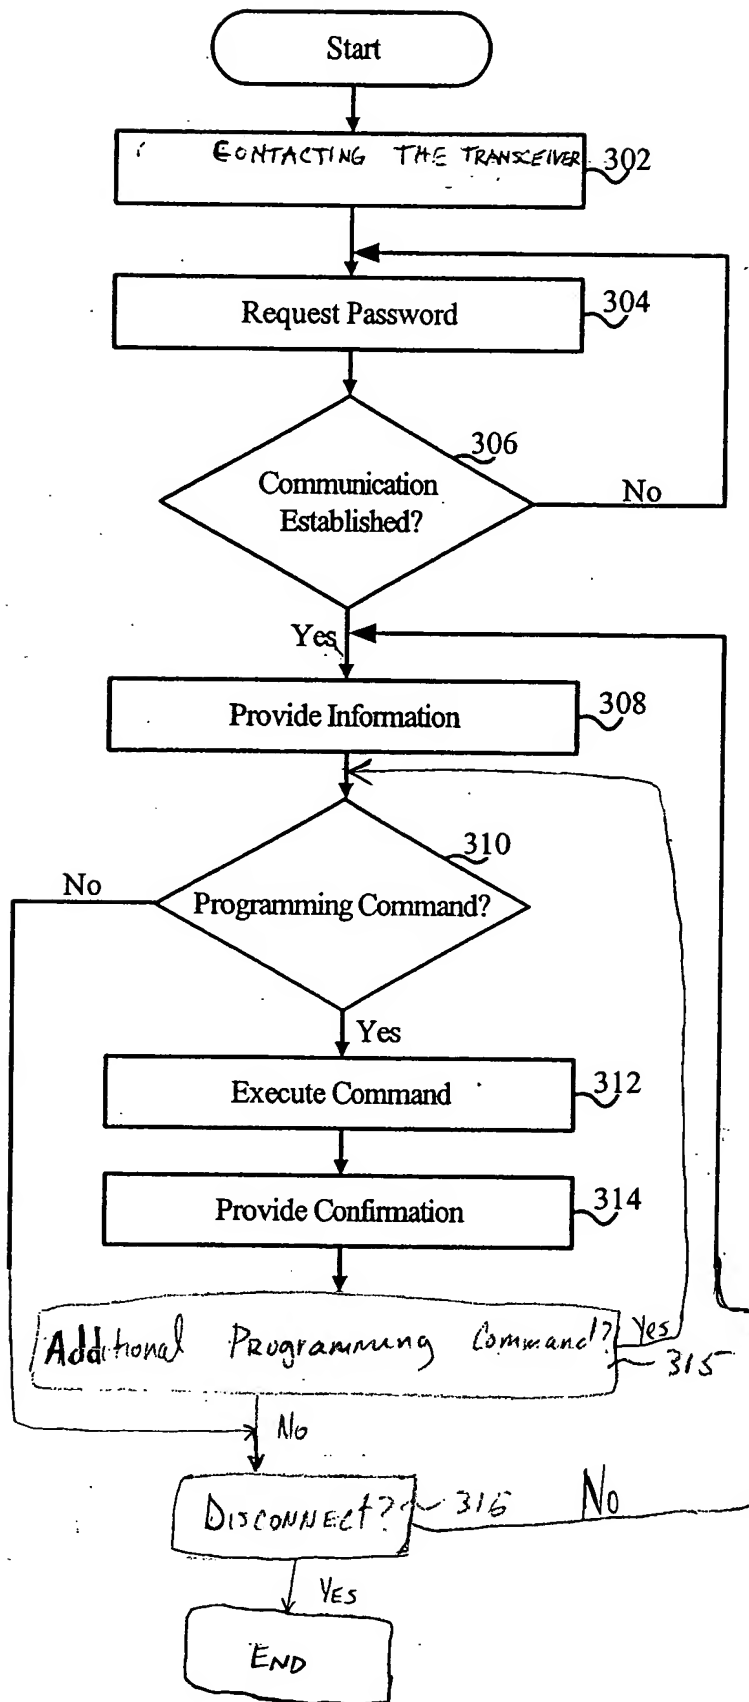 Start
CONTACTING THE TRANSCEIVER
302
Request Password
304
306
Communication
Established?
No
Yes
Provide Information
308
310
No
Programming Command?
Yes
Execute Command
312
Provide Confirmation
314
Additional Programming Command?
Yes
315
No
DISCONNECT?
316
No
YES
END